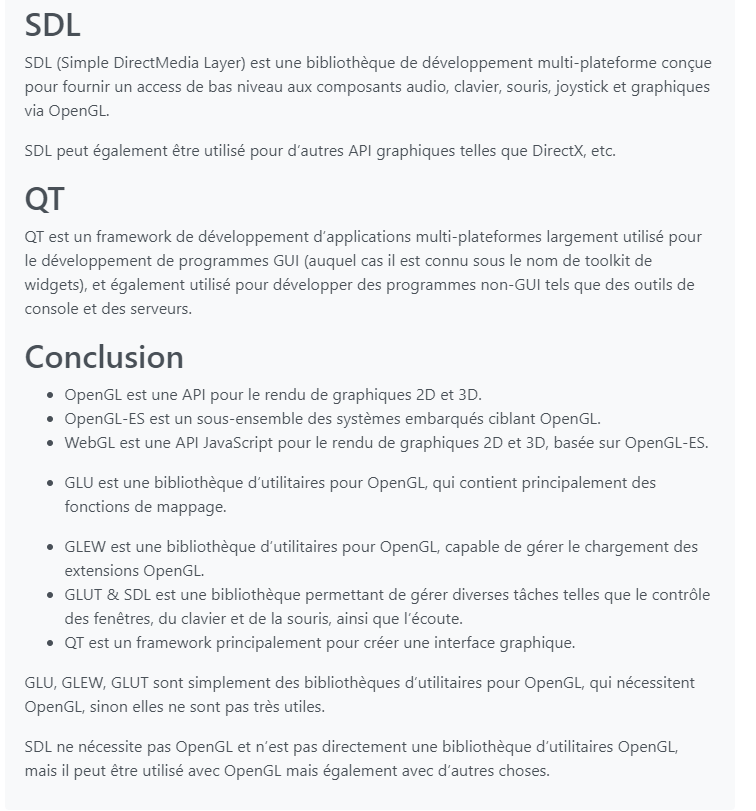 SDL
SDL (Simple DirectMedia Layer) est une bibliothèque de développement multi-plateforme conçue
pour fournir un access de bas niveau aux composants audio, clavier, souris, joystick et graphiques
via OpenGL.
SDL peut également être utilisé pour d’autres API graphiques telles que DirectX, etc.
QT
QT est un framework de développement d’applications multi-plateformes largement utilisé pour
le développement de programmes GUI (auquel cas il est connu sous le nom de toolkit de
widgets), et également utilisé pour développer des programmes non-GUI tels que des outils de
console et des serveurs.
Conclusion
• OpenGL est une API pour le rendu de graphiques 2D et 3D.
• OpenGL-ES est un sous-ensemble des systèmes embarqués ciblant OpenGL.
• WebGL est une API JavaScript pour le rendu de graphiques 2D et 3D, basée sur OpenGL-ES.
• GLU est une bibliothèque d’utilitaires pour OpenGL, qui contient principalement des
fonctions de mappage.
• GLEW est une bibliothèque d’utilitaires pour OpenGL, capable de gérer le chargement des
extensions OpenGL.
• GLUT & SDL est une bibliothèque permettant de gérer diverses tâches telles que le contrôle
des fenêtres, du clavier et de la souris, ainsi que l’écoute.
• QT est un framework principalement pour créer une interface graphique.
GLU, GLEW, GLUT sont simplement des bibliothèques d’utilitaires pour OpenGL, qui nécessitent
OpenGL, sinon elles ne sont pas très utiles.
SDL ne nécessite pas OpenGL et n’est pas directement une bibliothèque d’utilitaires OpenGL,
mais il peut être utilisé avec OpenGL mais également avec d’autres choses.